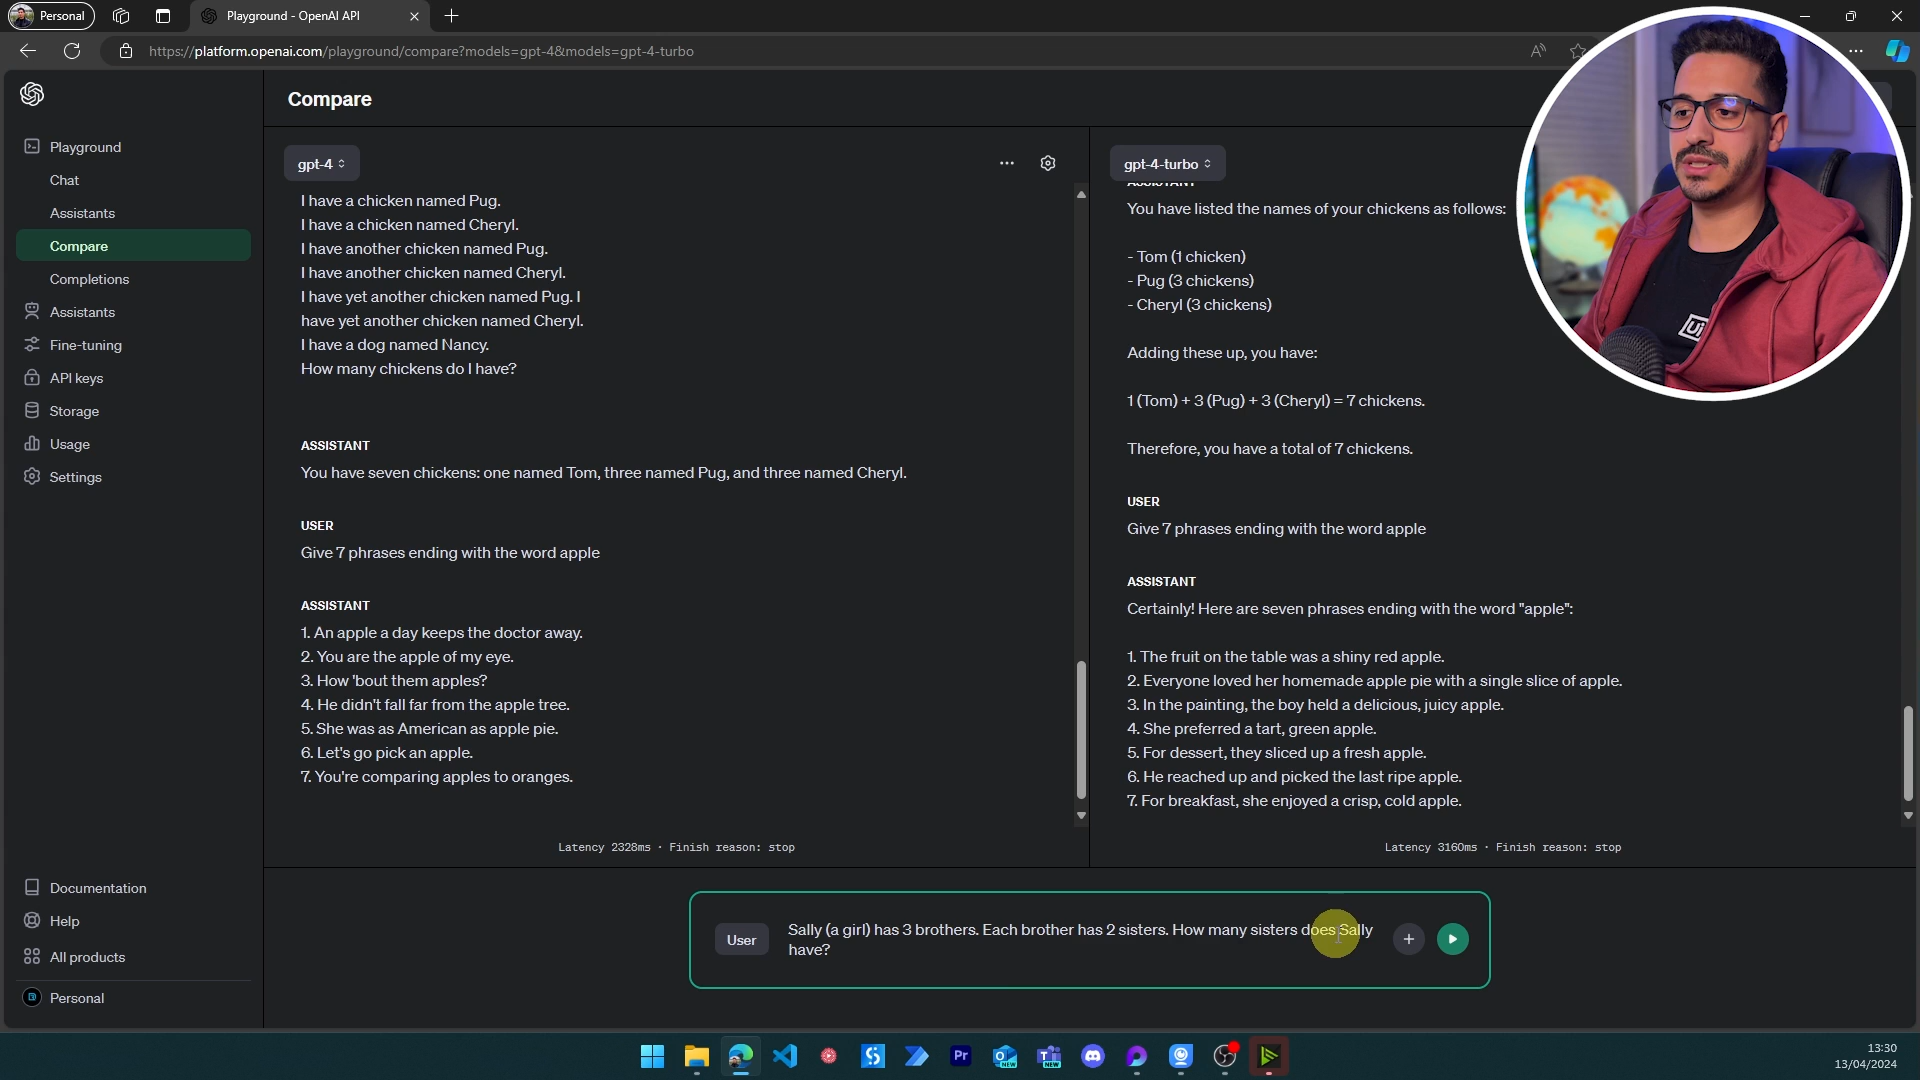 Personal
Playground - OpenAI API
https://platform.openai.com/playground/compare?models=gpt-4&models=gpt-4-turbo
Compare
Playground
Chat
Assistants
Compare
Completions
Assistants
Fine-tuning
API keys
Storage
Usage
Settings
Documentation
Help
All products
Personal
gpt-4
I have a chicken named Pug.
I have a chicken named Cheryl.
I have another chicken named Pug.
I have another chicken named Cheryl.
I have yet another chicken named Pug. I
have yet another chicken named Cheryl.
I have a dog named Nancy.
How many chickens do I have?
ASSISTANT
You have seven chickens: one named Tom, three named Pug, and three named Cheryl.
USER
Give 7 phrases ending with the word apple
ASSISTANT
1. An apple a day keeps the doctor away.
2. You are the apple of my eye.
3. How 'bout them apples?
4. He didn't fall far from the apple tree.
5. She was as American as apple pie.
6. Let's go pick an apple.
7. You're comparing apples to oranges.
Latency 2328ms · Finish reason: stop
gpt-4-turbo
ASSISTANT
You have listed the names of your chickens as follows:
- Tom (1 chicken)
- Pug (3 chickens)
- Cheryl (3 chickens)
Adding these up, you have:
1 (Tom) + 3 (Pug) + 3 (Cheryl) = 7 chickens.
Therefore, you have a total of 7 chickens.
USER
Give 7 phrases ending with the word apple
ASSISTANT
Certainly! Here are seven phrases ending with the word "apple":
1. The fruit on the table was a shiny red apple.
2. Everyone loved her homemade apple pie with a single slice of apple.
3. In the painting, the boy held a delicious, juicy apple.
4. She preferred a tart, green apple.
5. For dessert, they sliced up a fresh apple.
6. He reached up and picked the last ripe apple.
7. For breakfast, she enjoyed a crisp, cold apple.
Latency 3160ms · Finish reason: stop
User
Sally (a girl) has 3 brothers. Each brother has 2 sisters. How many sisters does Sally
have?
Ui
Pr
NEW
NEW
13:30
13/04/2024